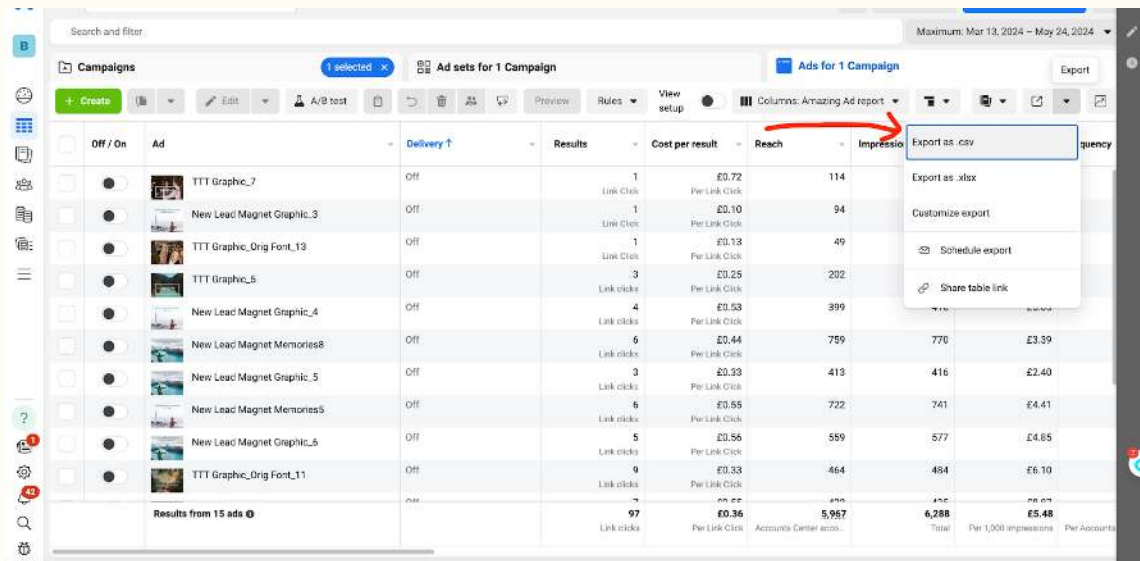 Search and filter
Maximum: Mar 13, 2024 – May 24, 2024
B
Campaigns
1 selected ×
Ad sets for 1 Campaign
Ads for 1 Campaign
Export
+ Create
Edit
A/B test
Preview
Rules
View setup
Columns: Amazing Ad report
Off / On Ad Delivery ↑ Results Cost per result Reach Impressio quency
Export as .csv
Export as .xlsx
Customize export
Schedule export
Share table link
TTT Graphic_7 Off 1 £0.72 114
Link Click Per Link Click
New Lead Magnet Graphic_3 Off 1 £0.10 94
Link Click Per Link Click
TTT Graphic_Orig Font_13 Off 1 £0.13 49
Link Click Per Link Click
TTT Graphic_5 Off 3 £0.25 202
Link clicks Per Link Click
New Lead Magnet Graphic_4 Off 4 £0.53 399
Link clicks Per Link Click
New Lead Magnet Memories8 Off 6 £0.44 759 770 £3.39
Link clicks Per Link Click
New Lead Magnet Graphic_5 Off 3 £0.33 413 416 £2.40
Link clicks Per Link Click
New Lead Magnet Memories5 Off 6 £0.55 722 741 £4.41
Link clicks Per Link Click
New Lead Magnet Graphic_6 Off 5 £0.56 559 577 £4.85
Link clicks Per Link Click
TTT Graphic_Orig Font_11 Off 9 £0.33 464 484 £6.10
Link clicks Per Link Click
Results from 15 ads 97 £0.36 5,967 6,288 £5.48
Link clicks Per Link Click Accounts Center acco... Total Per 1,000 Impressions Per Accounts
?
1
42